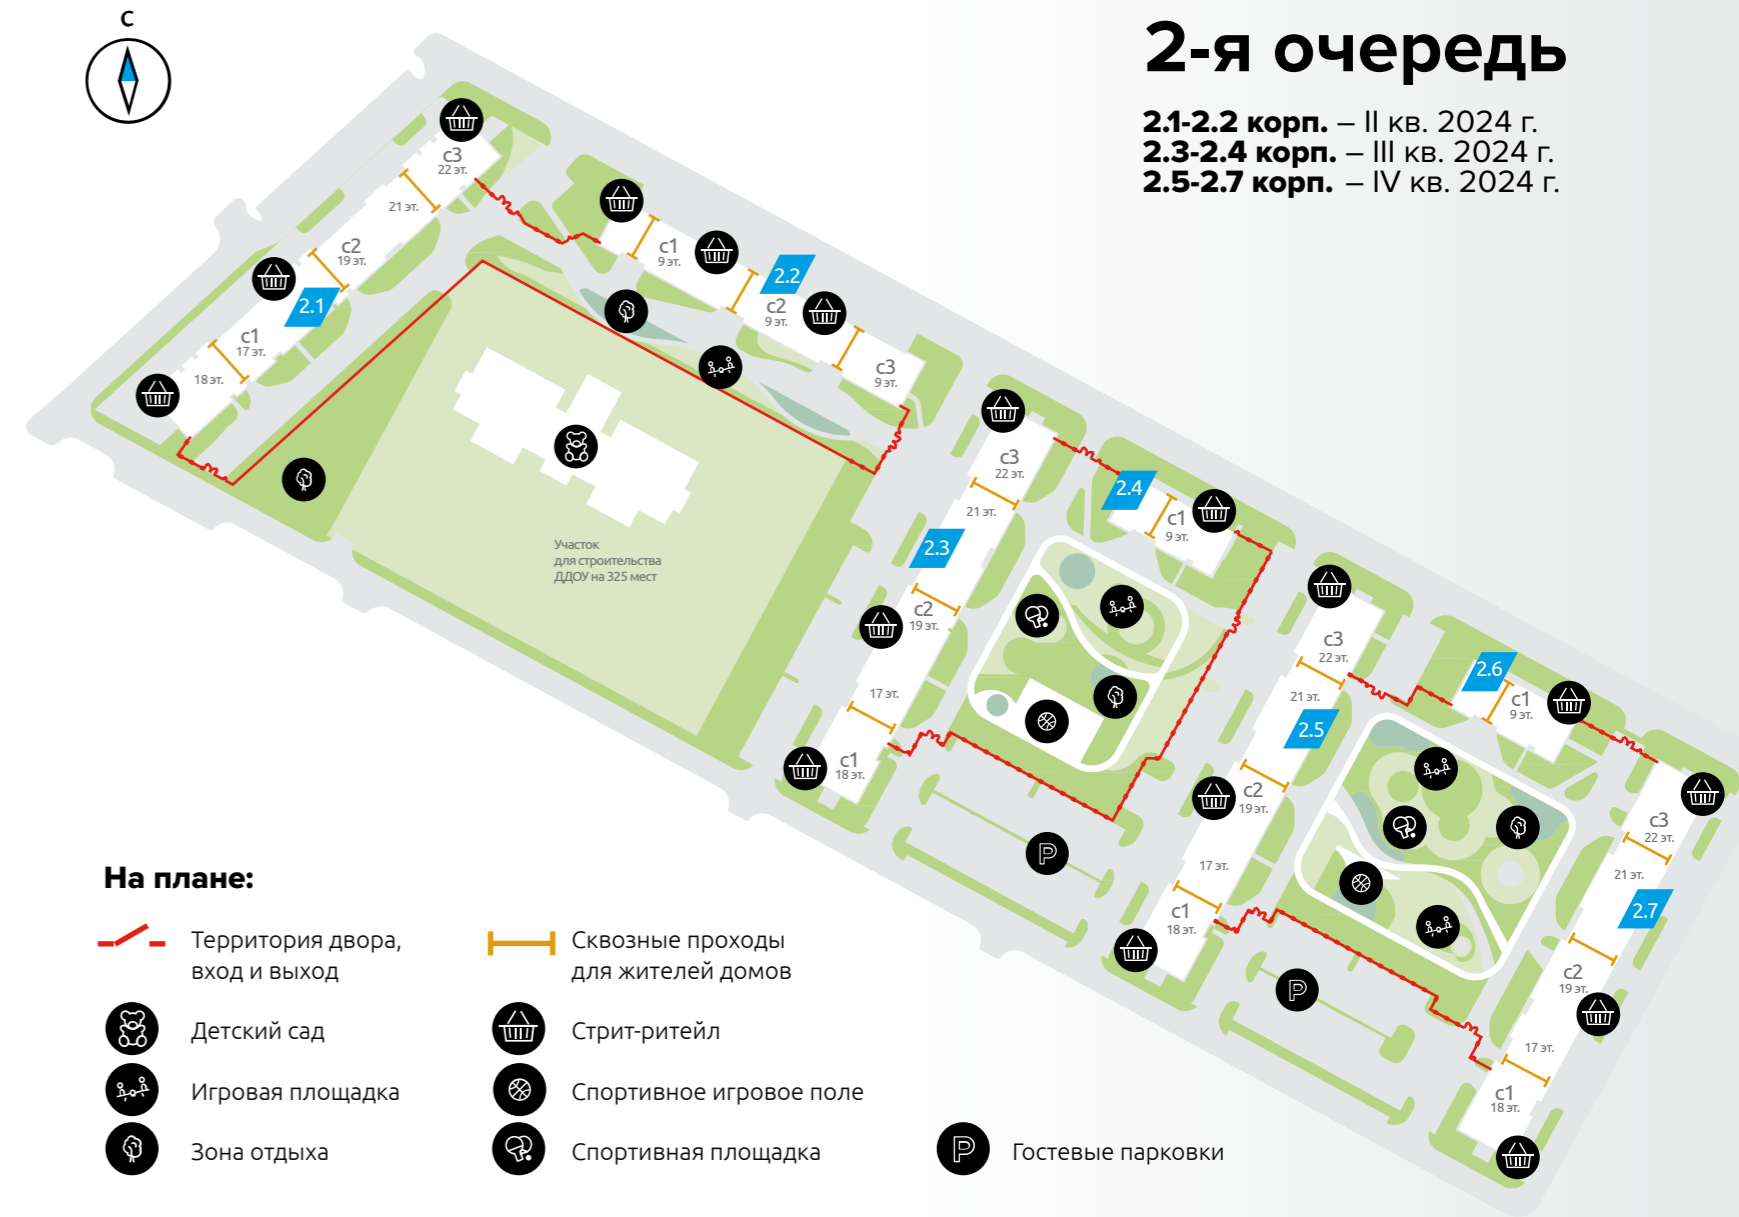 С
2-я очередь
2.1-2.2 корп. – II кв. 2024 г.
2.3-2.4 корп. – III кв. 2024 г.
2.5-2.7 корп. – IV кв. 2024 г.
с3
22 эт.
21 эт.
с2
19 эт.
2.1
с1
17 эт.
18 эт.
с1
9 эт.
2.2
с2
9 эт.
с3
9 эт.
Участок
для строительства
ДДОУ на 325 мест
с3
22 эт.
21 эт.
2.3
с2
19 эт.
17 эт.
с1
18 эт.
2.4
с1
9 эт.
с3
22 эт.
21 эт.
2.5
с2
19 эт.
17 эт.
с1
18 эт.
2.6
с1
9 эт.
с3
22 эт.
21 эт.
2.7
с2
19 эт.
17 эт.
с1
18 эт.
P
P
На плане:
Территория двора,
вход и выход
Сквозные проходы
для жителей домов
Детский сад
Стрит-ритейл
Игровая площадка
Спортивное игровое поле
Зона отдыха
Спортивная площадка
P
Гостевые парковки